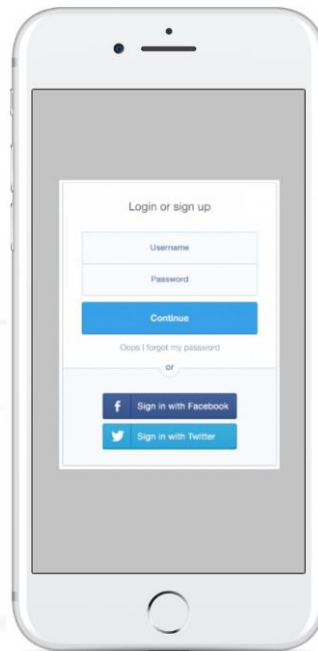 Login or sign up
Username
Password
Continue
Oops I forgot my password
or
Sign in with Facebook
Sign in with Twitter